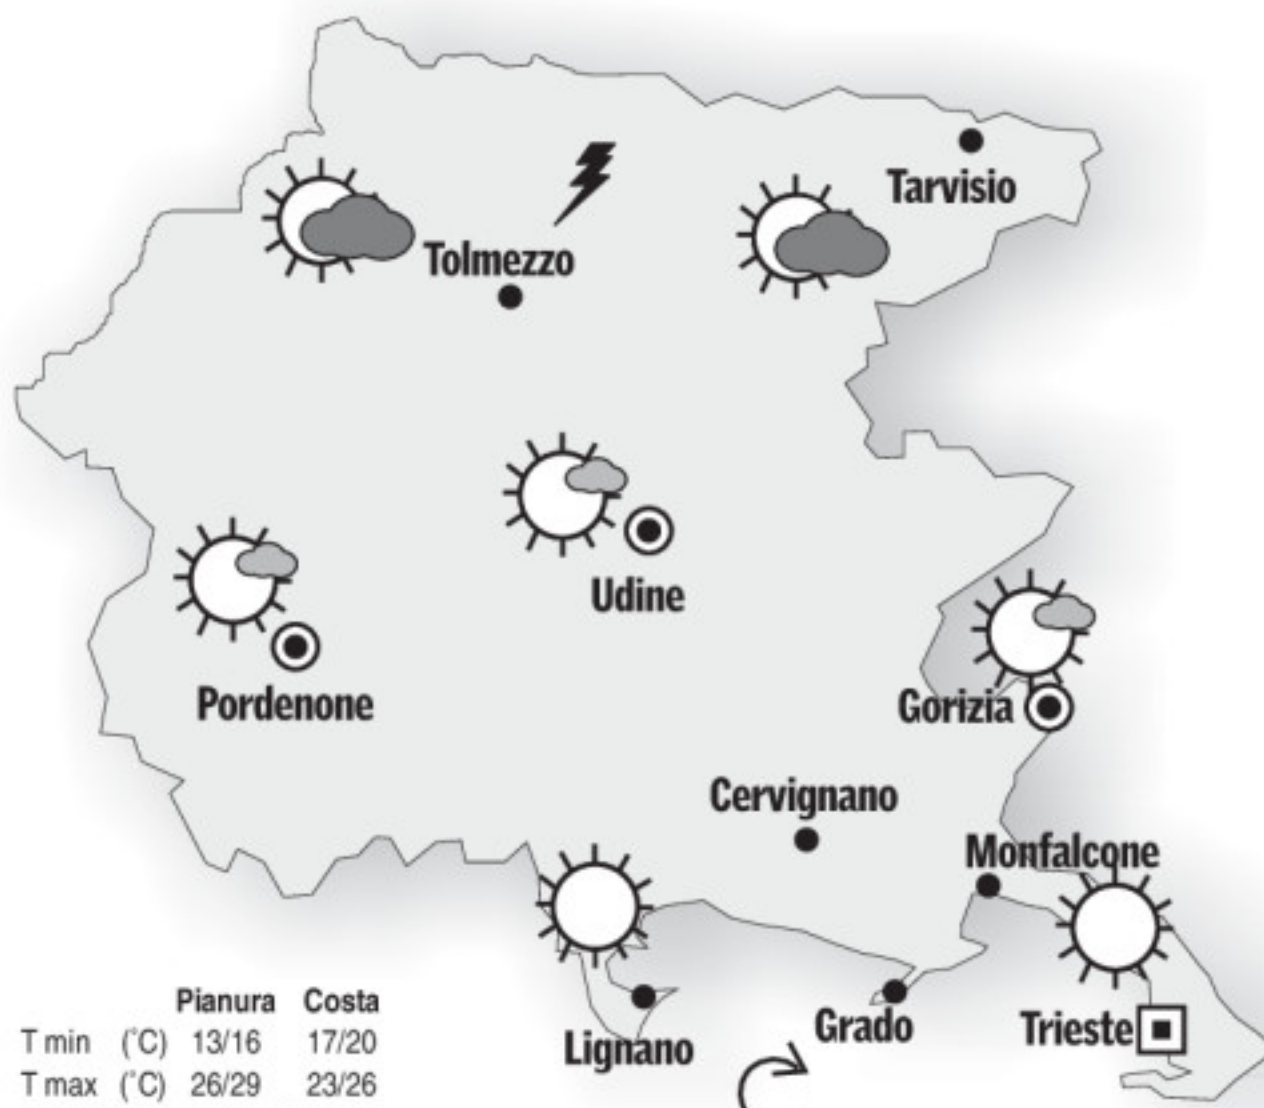 Tarvisio
Tolmezzo
Udine
Pordenone
Gorizia
Cervignano
Monfalcone
Pianura Costa
T min (°C) 13/16 17/20
T max (°C) 26/29 23/26
Lignano
Grado
Trieste